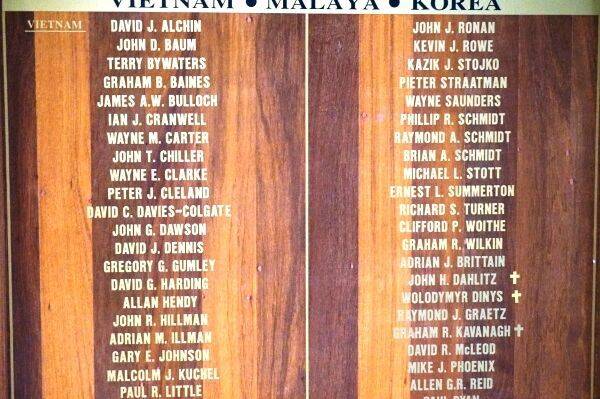 VIETNAM • MALAYA • KOREA
VIETNAM
DAVID J. ALCHIN
JOHN D. BAUM
TERRY BYWATERS
GRAHAM B. BAINES
JAMES A.W. BULLOCH
IAN J. CRANWELL
WAYNE M. CARTER
JOHN T. CHILLER
WAYNE E. CLARKE
PETER J. CLELAND
DAVID C. DAVIES-COLGATE
JOHN G. DAWSON
DAVID J. DENNIS
GREGORY G. GUMLEY
DAVID G. HARDING
ALLAN HENDY
JOHN R. HILLMAN
ADRIAN M. ILLMAN
GARY E. JOHNSON
MALCOLM J. KUCHEL
PAUL R. LITTLE
JOHN J. RONAN
KEVIN J. ROWE
KAZIK J. STOJKO
PIETER STRAATMAN
WAYNE SAUNDERS
PHILLIP R. SCHMIDT
RAYMOND A. SCHMIDT
BRIAN A. SCHMIDT
MICHAEL L. STOTT
ERNEST L. SUMMERTON
RICHARD S. TURNER
CLIFFORD P. WOITHE
GRAHAM R. WILKIN
ADRIAN J. BRITTAIN
JOHN H. DAHLITZ ✝
WOLODYMYR DINYS ✝
RAYMOND J. GRAETZ
GRAHAM R. KAVANAGH ✝
DAVID R. McLEOD
MIKE J. PHOENIX
ALLEN G.R. REID
PAUL RYAN